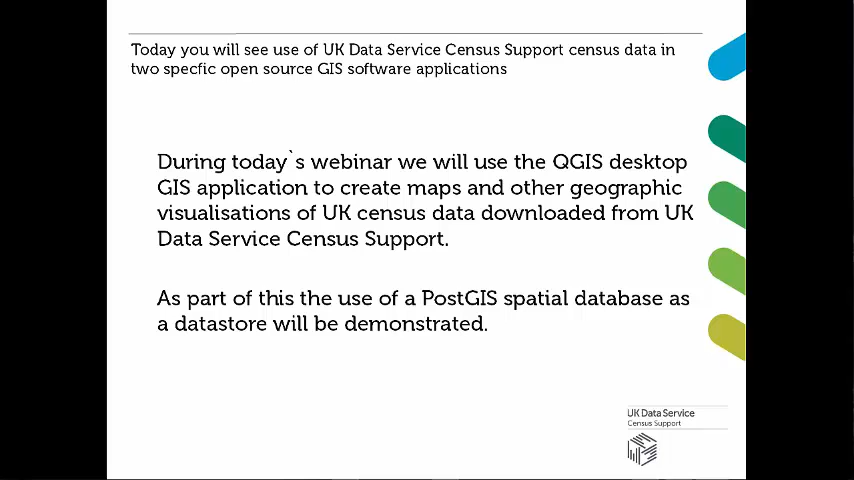 Today you will see use of UK Data Service Census Support census data in
two specfic open source GIS software applications
During today`s webinar we will use the QGIS desktop
GIS application to create maps and other geographic
visualisations of UK census data downloaded from UK
Data Service Census Support.
As part of this the use of a PostGIS spatial database as
a datastore will be demonstrated.
UK Data Service
Census Support